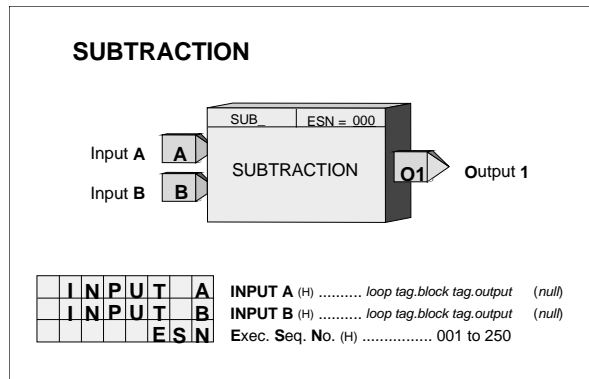 SUBTRACTION
SUB_ ESN = 000
Input A A
SUBTRACTION
O1 Output 1
Input B B
INPUT A INPUT A (H) .......... loop tag.block tag.output (null)
INPUT B INPUT B (H) .......... loop tag.block tag.output (null)
ESN Exec. Seq. No. (H) ................ 001 to 250